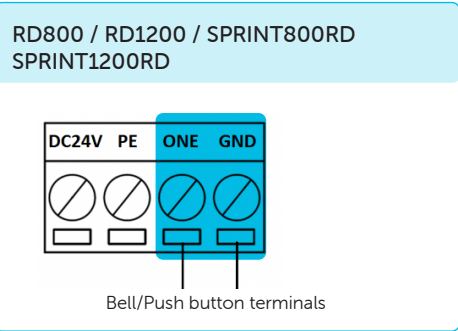 RD800 / RD1200 / SPRINT800RD
SPRINT1200RD
DC24V PE ONE GND
Bell/Push button terminals